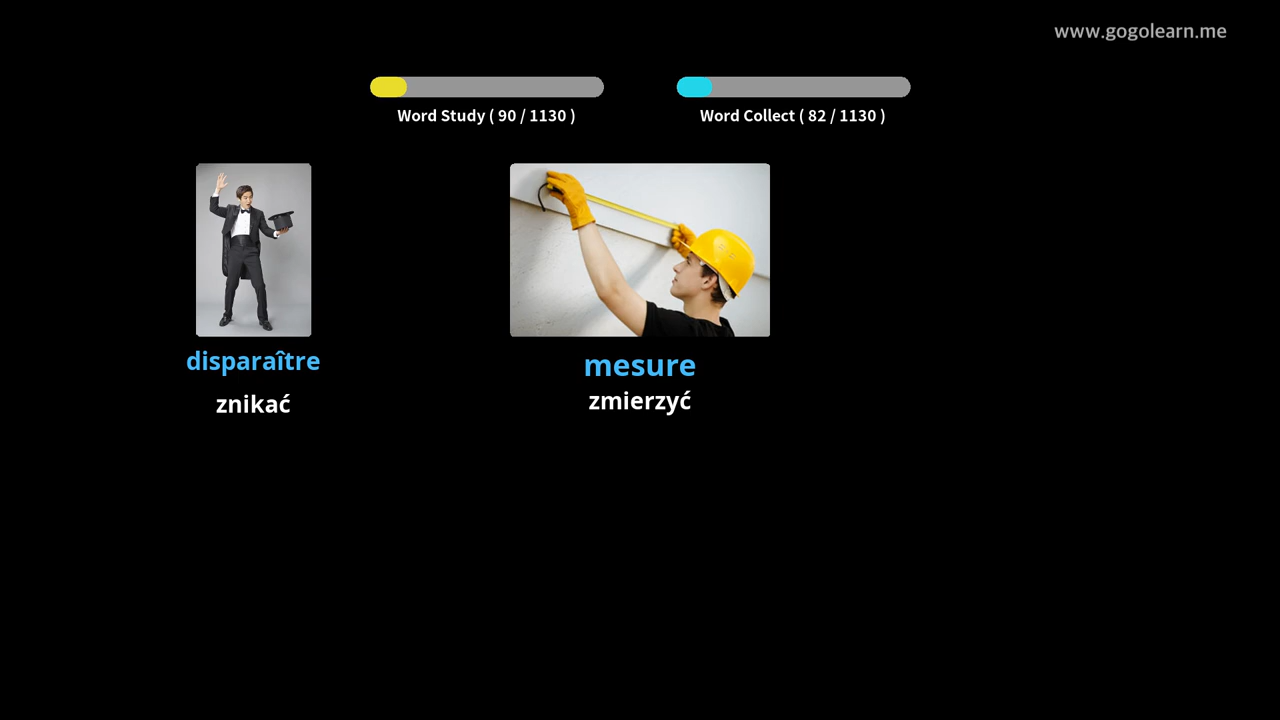 www.gogolearn.me
Word Study ( 90 / 1130 )
Word Collect ( 82 / 1130 )
disparaître
znikać
mesure
zmierzyć